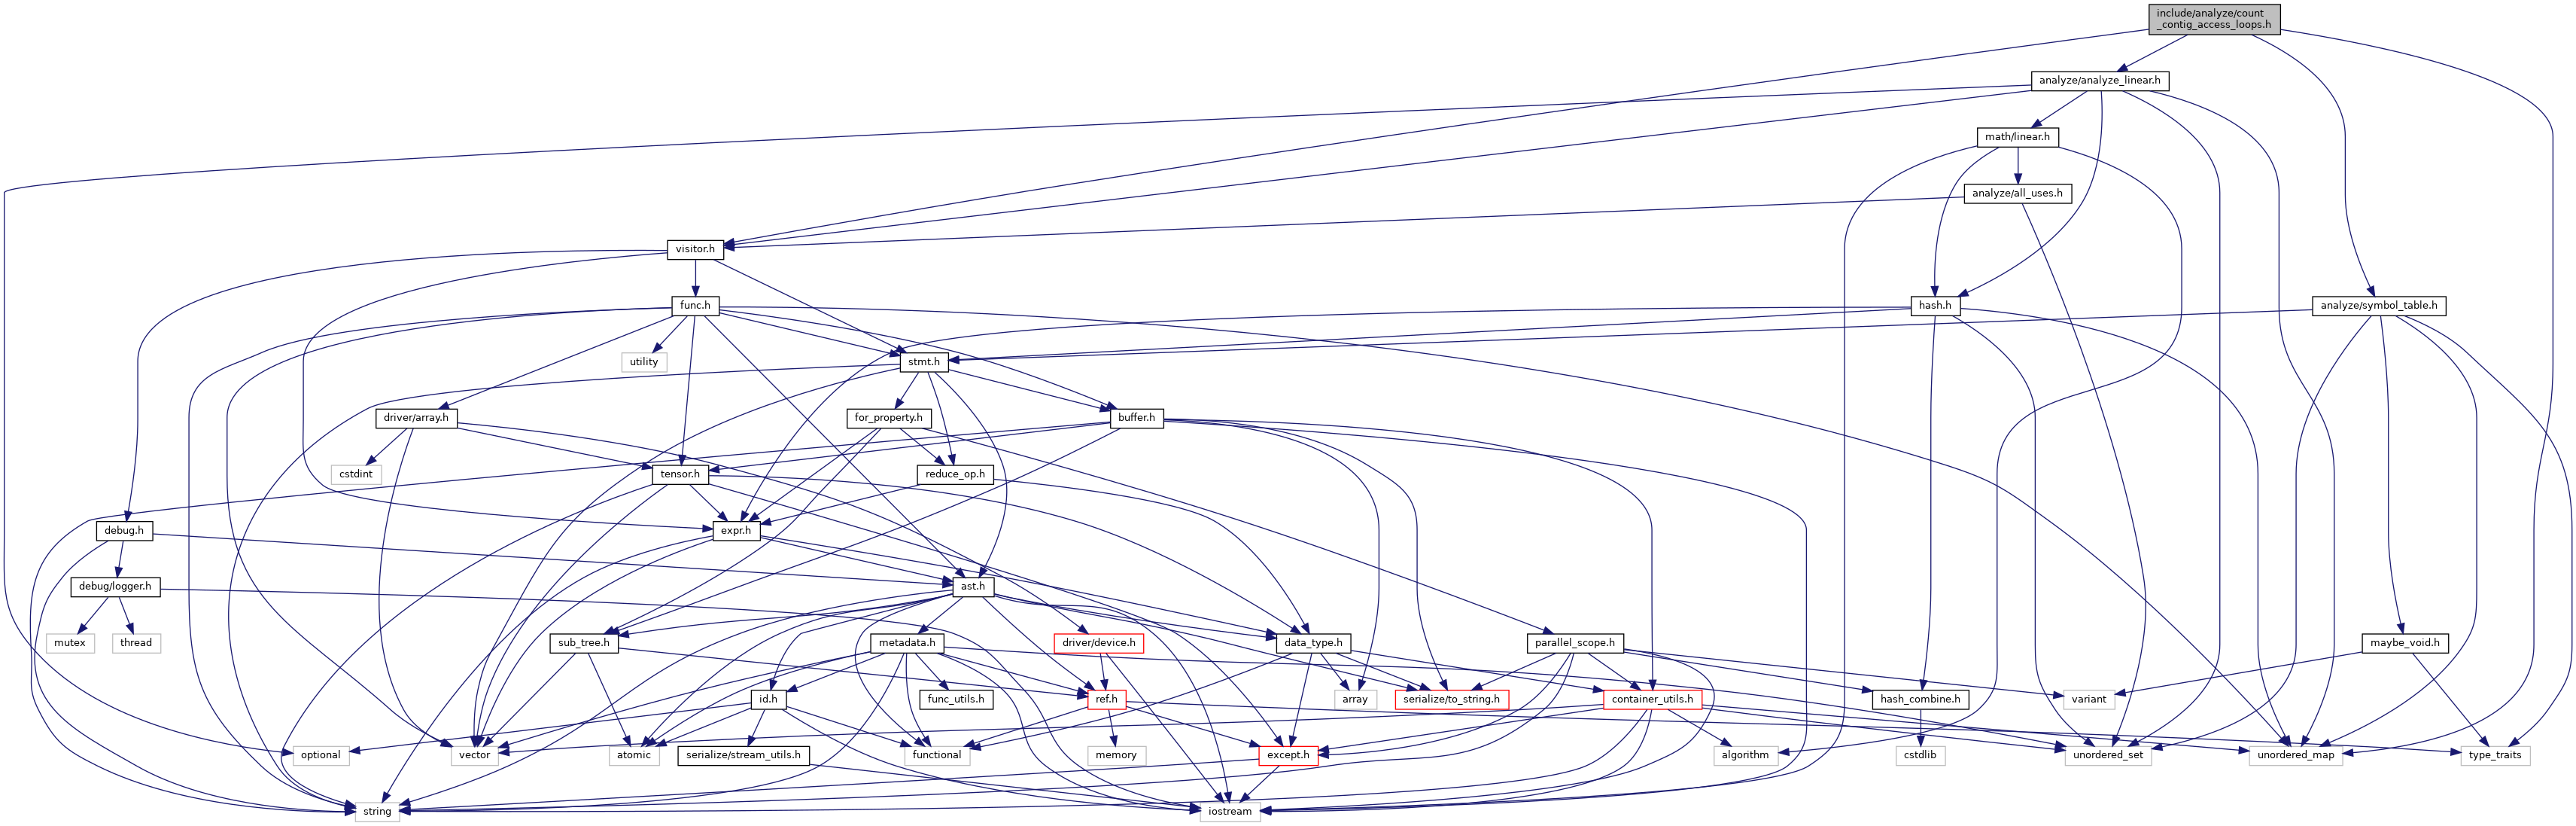 include/analyze/count
_contig_access_loops.h
analyze/analyze_linear.h
math/linear.h
analyze/all_uses.h
visitor.h
func.h
hash.h
analyze/symbol_table.h
utility
stmt.h
driver/array.h
for_property.h
buffer.h
cstdint
tensor.h
reduce_op.h
debug.h
expr.h
debug/logger.h
ast.h
mutex
thread
sub_tree.h
metadata.h
driver/device.h
data_type.h
parallel_scope.h
maybe_void.h
id.h
func_utils.h
ref.h
array
serialize/to_string.h
container_utils.h
hash_combine.h
variant
optional
vector
atomic
serialize/stream_utils.h
functional
memory
except.h
algorithm
cstdlib
unordered_set
unordered_map
type_traits
string
iostream